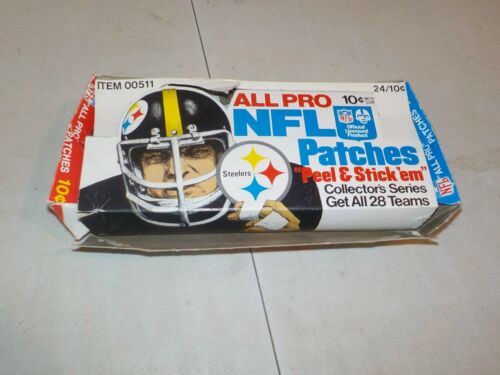 ITEM 00511
24/10¢
ALL PRO 10¢
NFL
NFL
Official
Licensed
Product
Patches
"Peel & Stick'em"
Steelers
Collector's Series
Get All 28 Teams
ALL PRO
PATCHES 10¢
NFL ALL PRO PATCHES